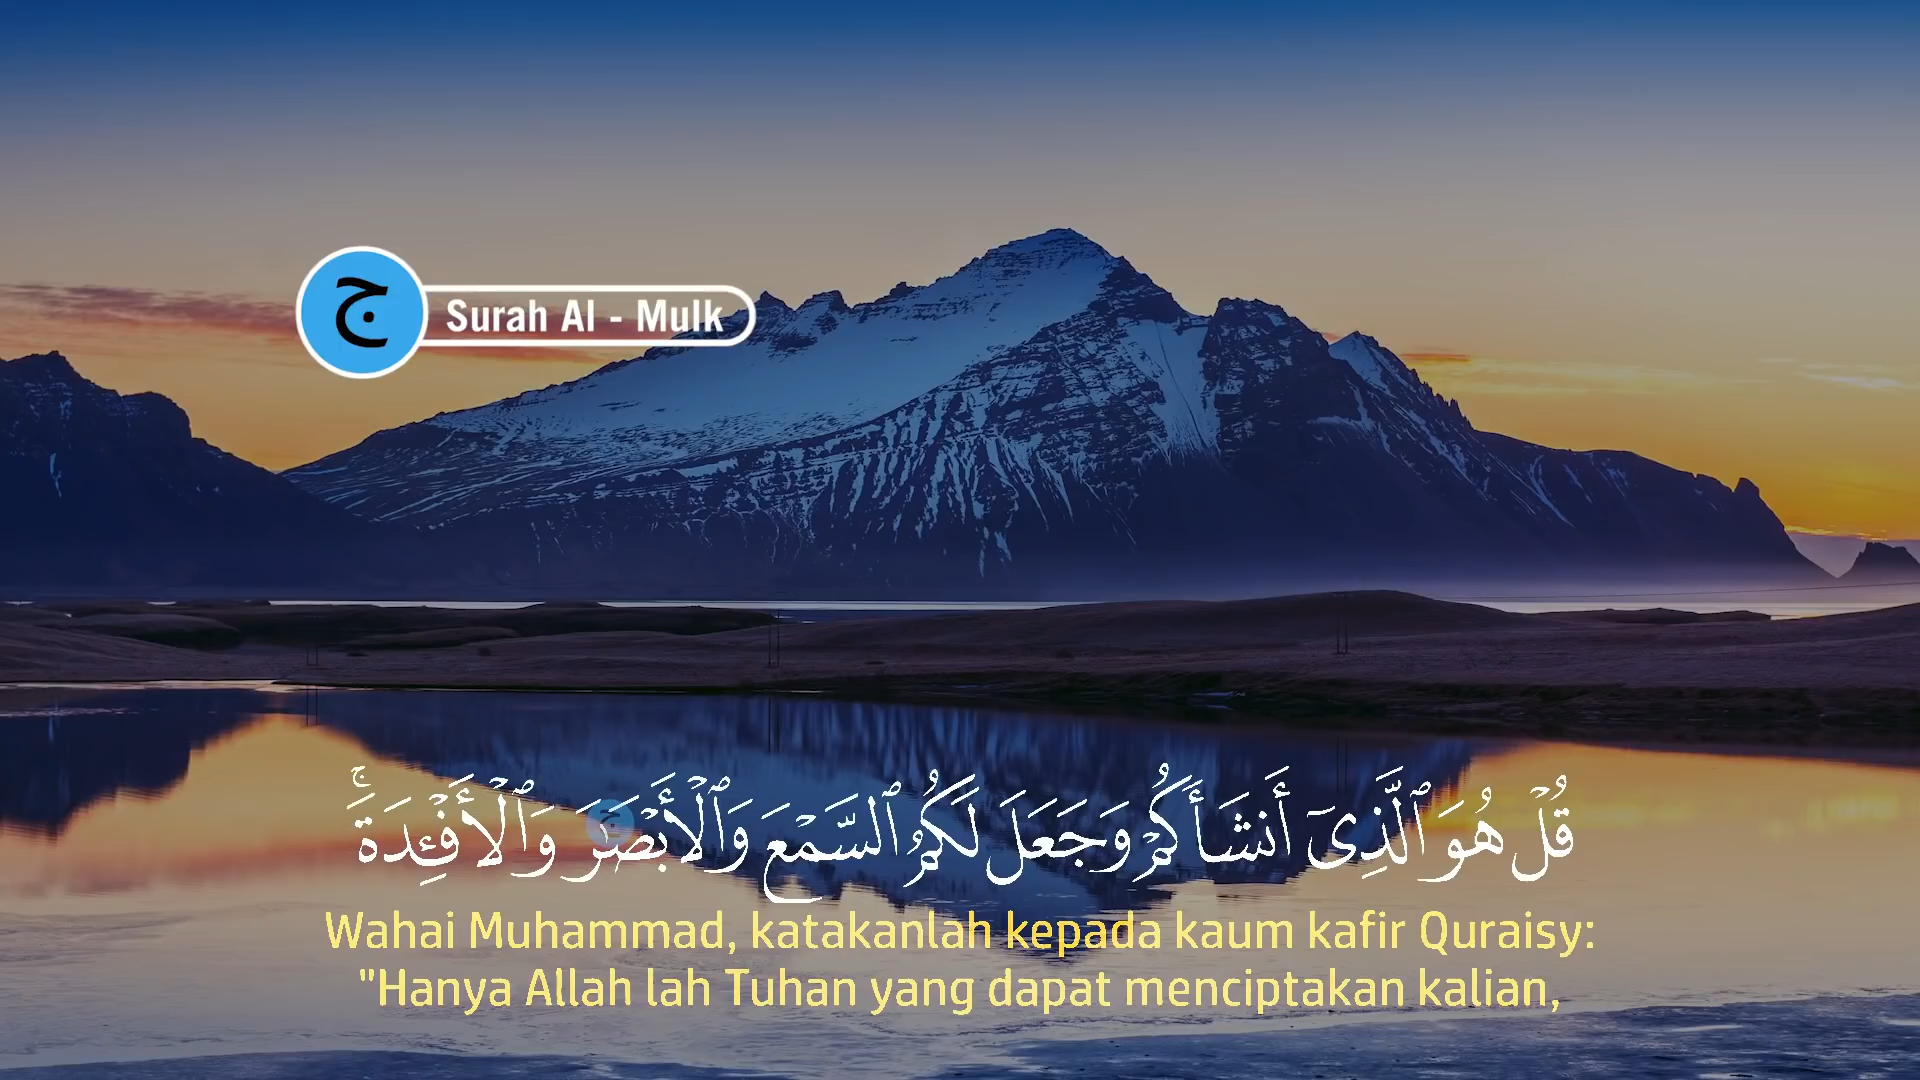 ج
Surah Al - Mulk
قُلْ هُوَ ٱلَّذِىٓ أَنشَأَكُمْ وَجَعَلَ لَكُمُ ٱلسَّمْعَ وَٱلْأَبْصَـٰرَ وَٱلْأَفْـِٔدَةَ ۖ
Wahai Muhammad, katakanlah kepada kaum kafir Quraisy:
"Hanya Allah lah Tuhan yang dapat menciptakan kalian,